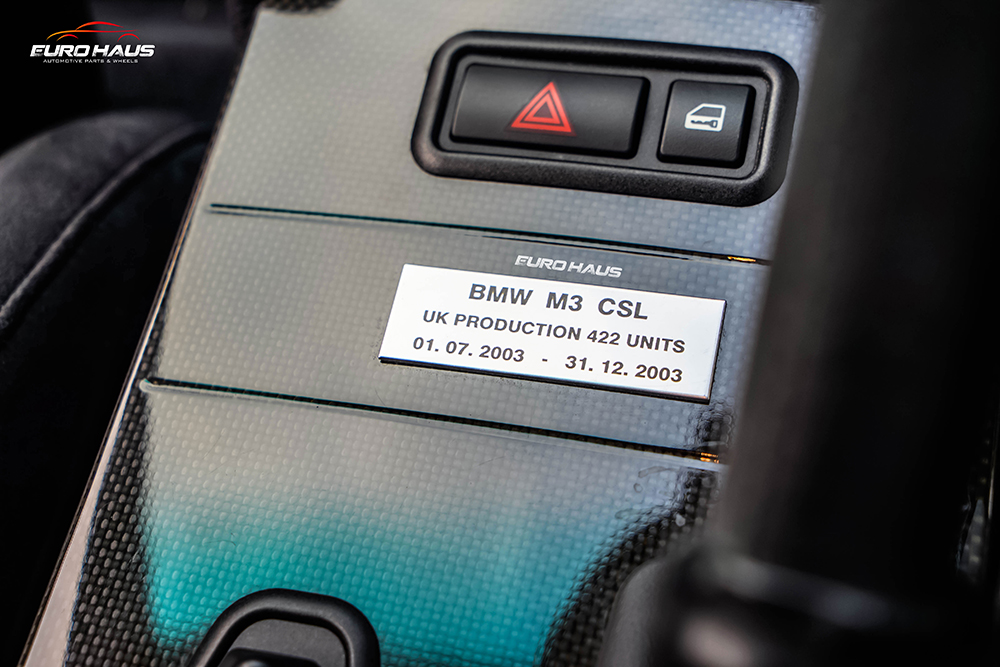 EURO HAUS
AUTOMOTIVE PARTS & WHEELS
EURO HAUS
BMW M3 CSL
UK PRODUCTION 422 UNITS
01. 07. 2003 - 31. 12. 2003